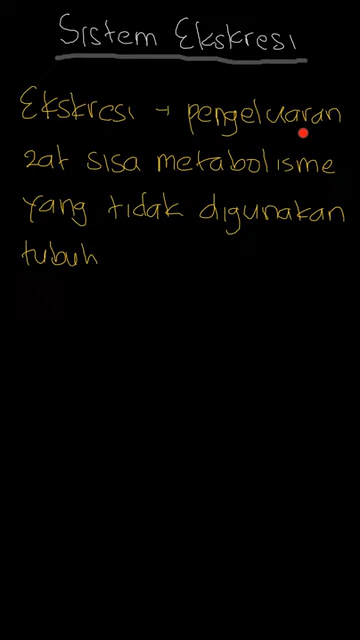 Sistem Ekskresi
Ekskresi → pengeluaran
zat sisa metabolisme
yang tidak digunakan
tubuh